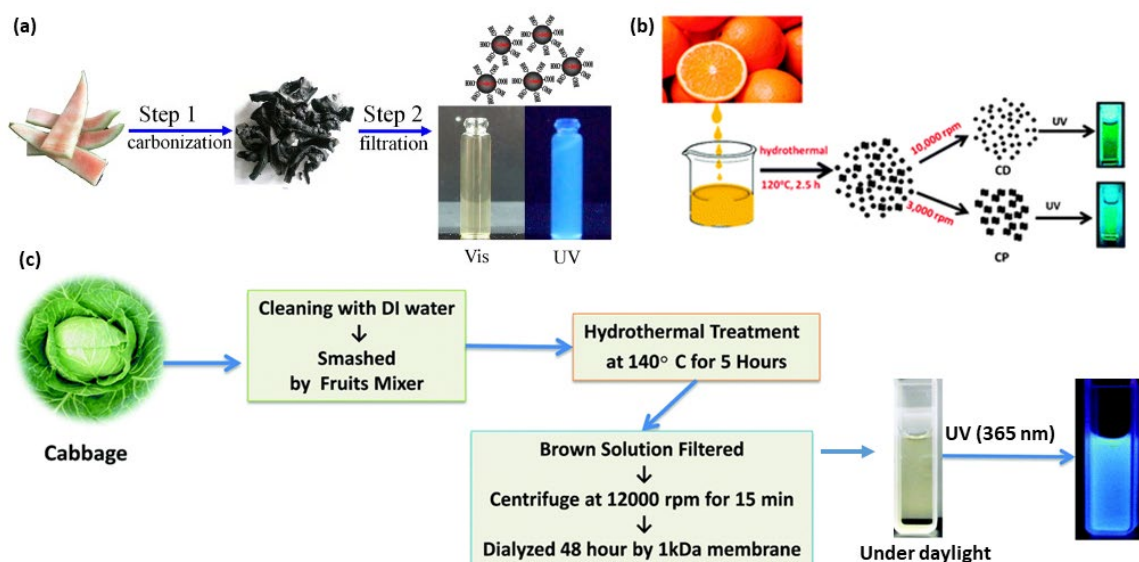 (a)
Step 1
carbonization
Step 2
filtration
Vis
UV
(b)
hydrothermal
120°C, 2.5 h
10,000 rpm
3,000 rpm
CD
CP
UV
UV
(c)
Cabbage
Cleaning with DI water
↓
Smashed
by Fruits Mixer
Hydrothermal Treatment
at 140° C for 5 Hours
Brown Solution Filtered
↓
Centrifuge at 12000 rpm for 15 min
↓
Dialyzed 48 hour by 1kDa membrane
Under daylight
UV (365 nm)